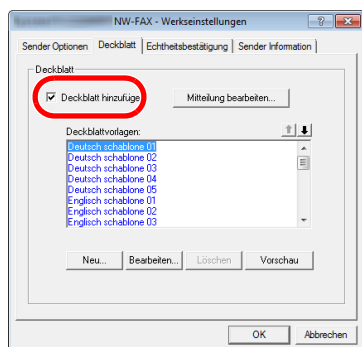 NW-FAX - Werkseinstellungen
Sender Optionen Deckblatt Echtheitsbestätigung Sender Information
Deckblatt
Deckblatt hinzufüge Mitteilung bearbeiten...
Deckblattvorlagen:
Deutsch schablone 01
Deutsch schablone 02
Deutsch schablone 03
Deutsch schablone 04
Deutsch schablone 05
Englisch schablone 01
Englisch schablone 02
Englisch schablone 03
Neu... Bearbeiten... Löschen Vorschau
OK Abbrechen